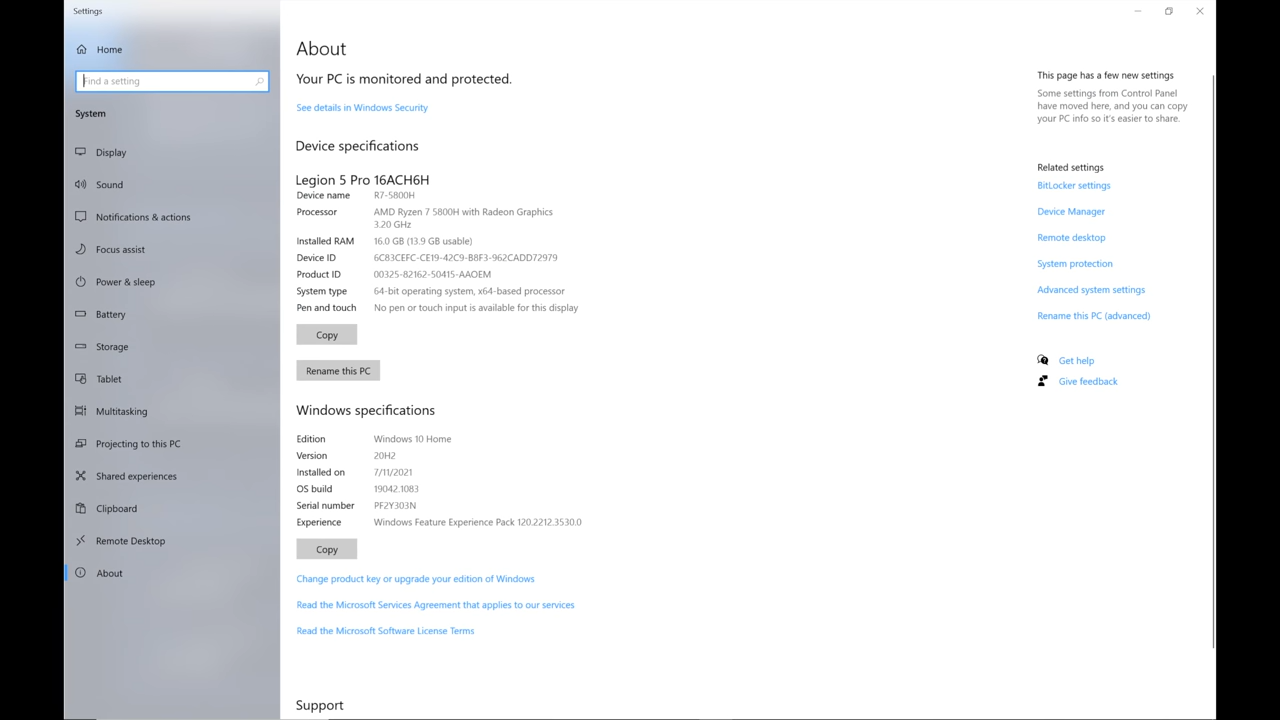 Settings
Home
Find a setting
System
Display
Sound
Notifications & actions
Focus assist
Power & sleep
Battery
Storage
Tablet
Multitasking
Projecting to this PC
Shared experiences
Clipboard
Remote Desktop
About
About
Your PC is monitored and protected.
See details in Windows Security
Device specifications
Legion 5 Pro 16ACH6H
Device name R7-5800H
Processor AMD Ryzen 7 5800H with Radeon Graphics
3.20 GHz
Installed RAM 16.0 GB (13.9 GB usable)
Device ID 6C83CEFC-CE19-42C9-B8F3-962CADD72979
Product ID 00325-82162-50415-AAOEM
System type 64-bit operating system, x64-based processor
Pen and touch No pen or touch input is available for this display
Copy
Rename this PC
Windows specifications
Edition Windows 10 Home
Version 20H2
Installed on 7/11/2021
OS build 19042.1083
Serial number PF2Y303N
Experience Windows Feature Experience Pack 120.2212.3530.0
Copy
Change product key or upgrade your edition of Windows
Read the Microsoft Services Agreement that applies to our services
Read the Microsoft Software License Terms
Support
This page has a few new settings
Some settings from Control Panel
have moved here, and you can copy
your PC info so it's easier to share.
Related settings
BitLocker settings
Device Manager
Remote desktop
System protection
Advanced system settings
Rename this PC (advanced)
Get help
Give feedback